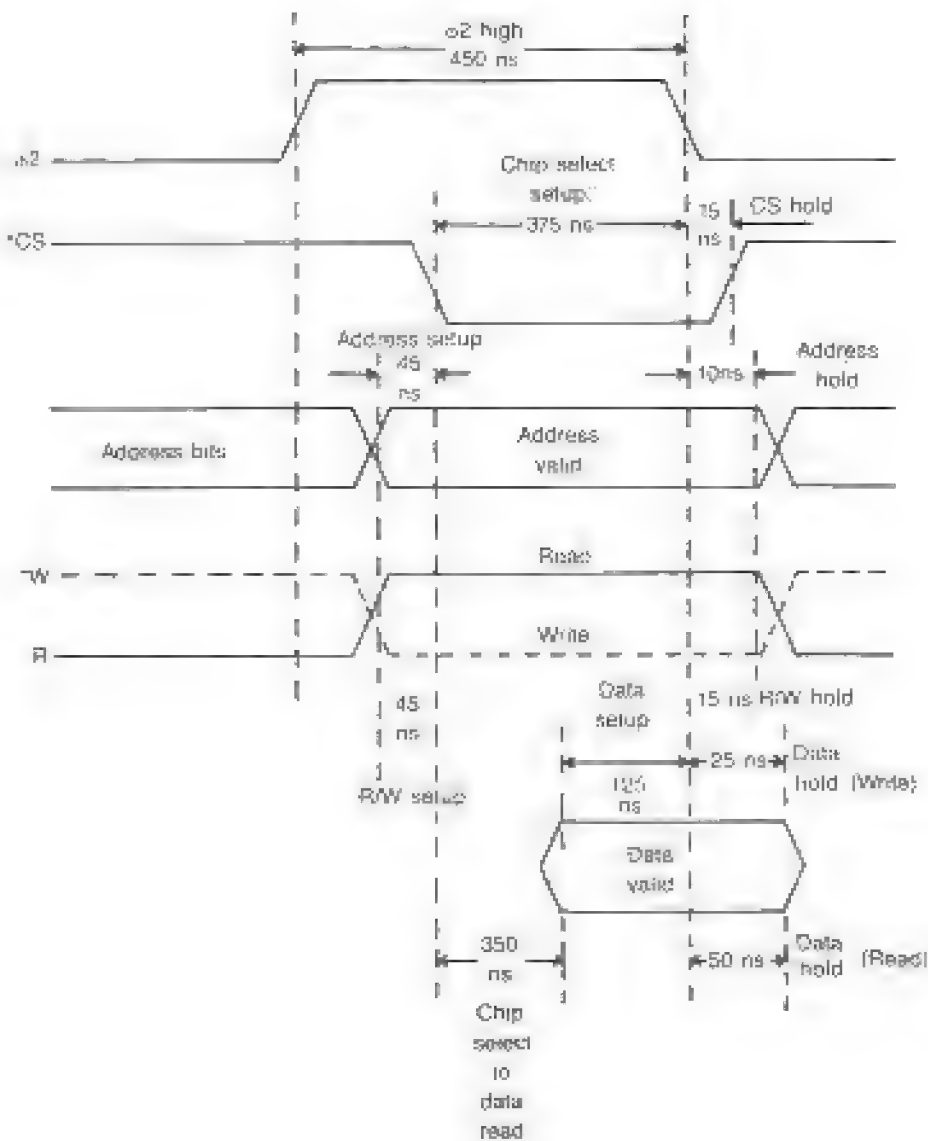 ø2 high
450 ns
ø2
Chip select
setup
375 ns
15
ns
CS hold
*CS
Address setup
45
ns
10ns
Address
hold
Address bits
Address
valid
W
Read
R
Write
45
ns
R/W setup
Data
setup
125
ns
15 ns R/W hold
25 ns
Data
hold (Write)
Data
valid
350
ns
50 ns
Data
hold (Read)
Chip
select
to
data
read